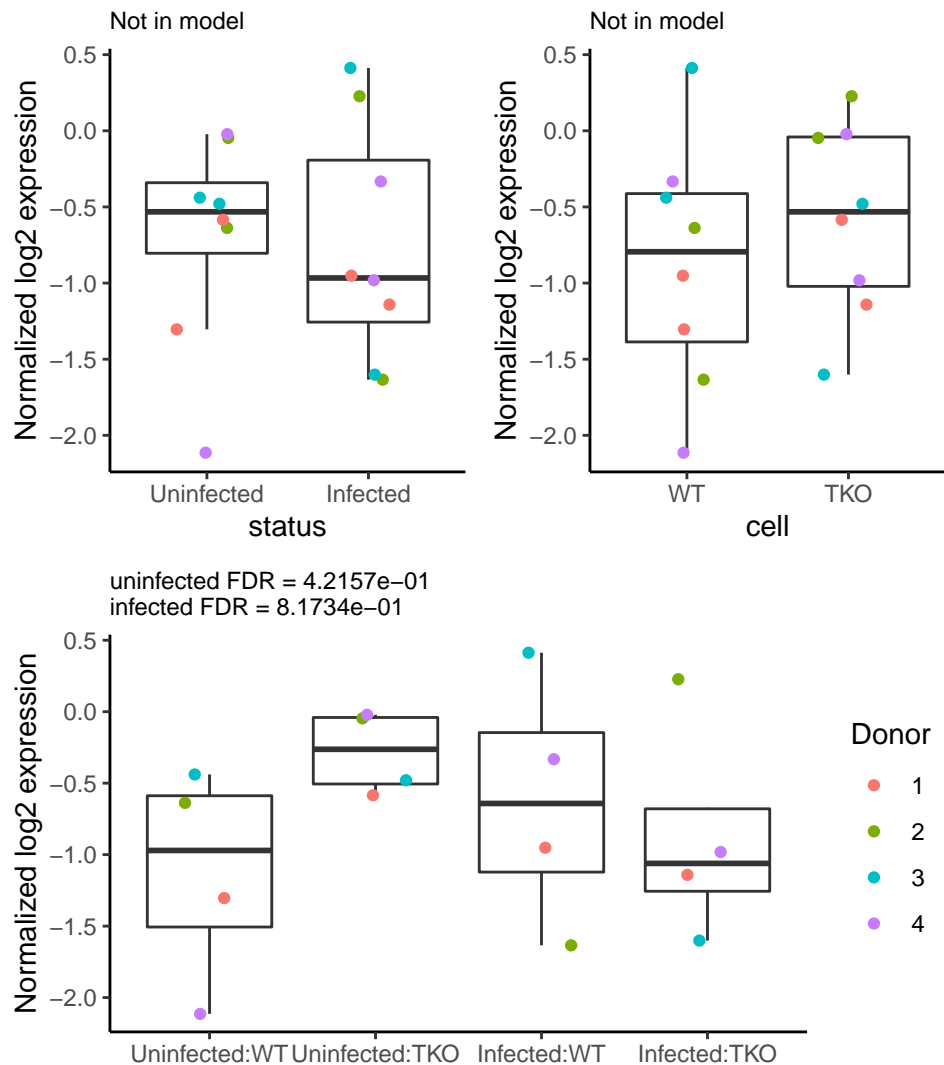 Not in model
Normalized log2 expression
0.5
0.0
−0.5
−1.0
−1.5
−2.0
Uninfected Infected
status
Not in model
Normalized log2 expression
0.5
0.0
−0.5
−1.0
−1.5
−2.0
WT TKO
cell
uninfected FDR = 4.2157e−01
infected FDR = 8.1734e−01
Normalized log2 expression
0.5
0.0
−0.5
−1.0
−1.5
−2.0
Uninfected:WT Uninfected:TKO Infected:WT Infected:TKO
Donor
1
2
3
4